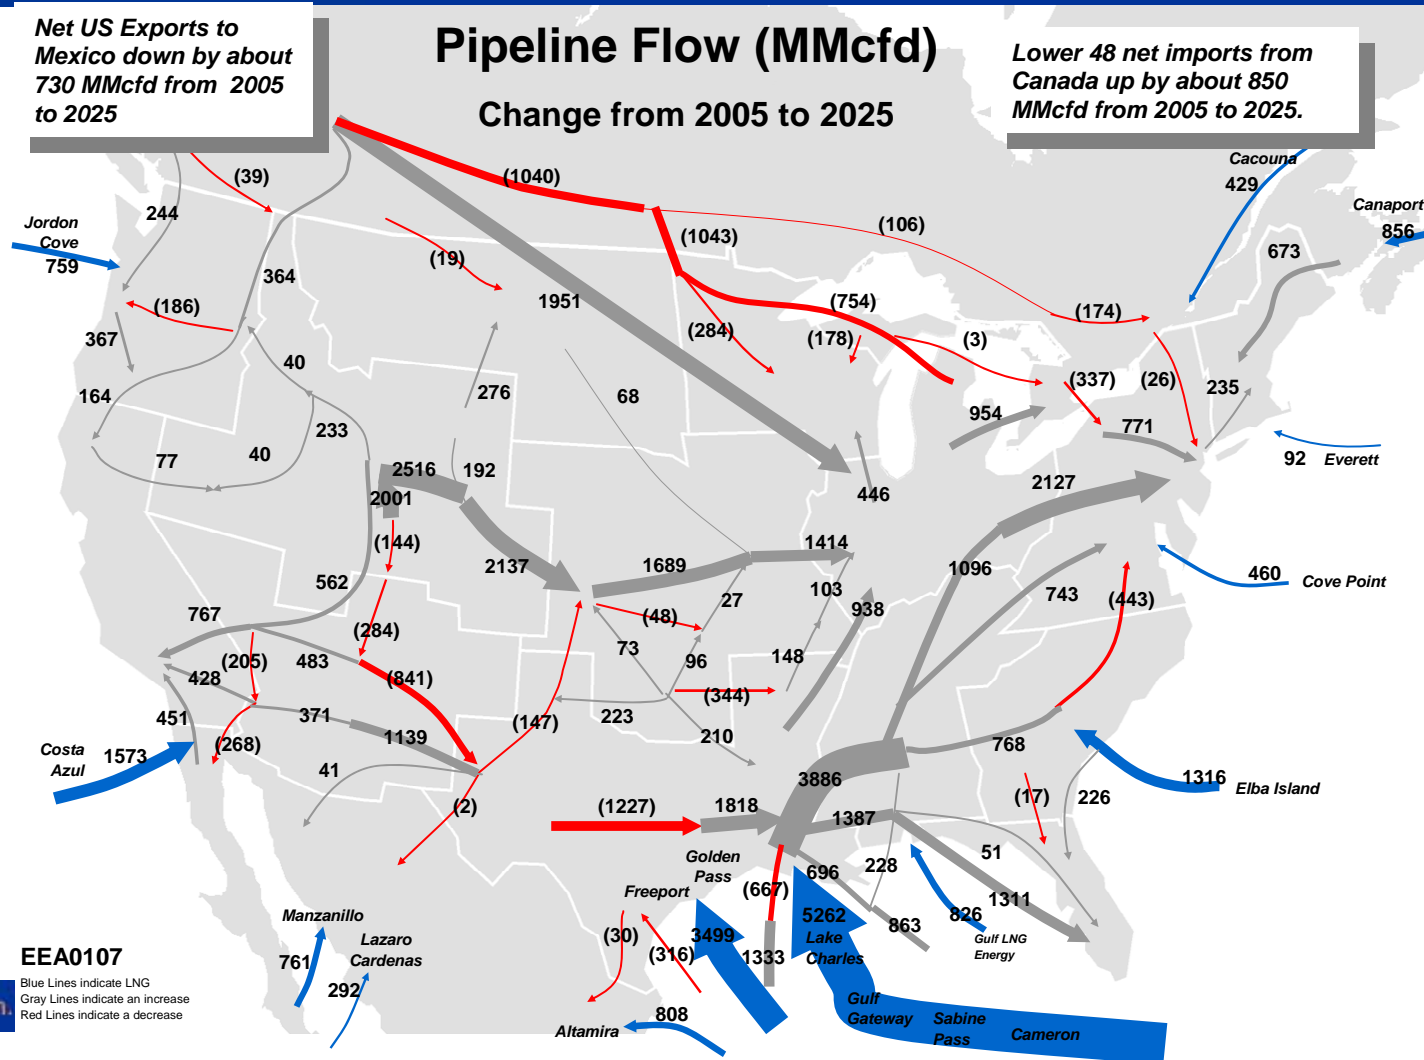 Net US Exports to
Mexico down by about
730 MMcfd from 2005
to 2025
Pipeline Flow (MMcfd)
Change from 2005 to 2025
Lower 48 net imports from
Canada up by about 850
MMcfd from 2005 to 2025.
Cacouna
429
Canaport
856
(39)
(1040)
244
Jordon
Cove
759
(1043)
(106)
673
(19)
364
1951
(186)
(754)
(174)
367
(284)
(178)
(3)
40
(337)
(26)
235
164
276
68
954
771
233
77
40
2516
192
92
Everett
2001
446
2127
(144)
1414
2137
1689
1096
460
Cove Point
562
103
743
(443)
767
27
938
(48)
(284)
(205)
483
73
96
148
428
(841)
(344)
451
371
(147)
223
(268)
1139
210
768
Costa
Azul
1573
41
3886
1316
Elba Island
(2)
(1227)
1818
1387
(17)
226
Golden
Pass
51
696
228
Freeport
(667)
1311
Manzanillo
5262
826
863
3499
Lake
Charles
Gulf LNG
Energy
Lazaro
Cardenas
(30)
(316)
1333
EEA0107
761
292
Blue Lines indicate LNG
Gray Lines indicate an increase
Red Lines indicate a decrease
Gulf
Gateway
Sabine
Pass
Cameron
808
Altamira